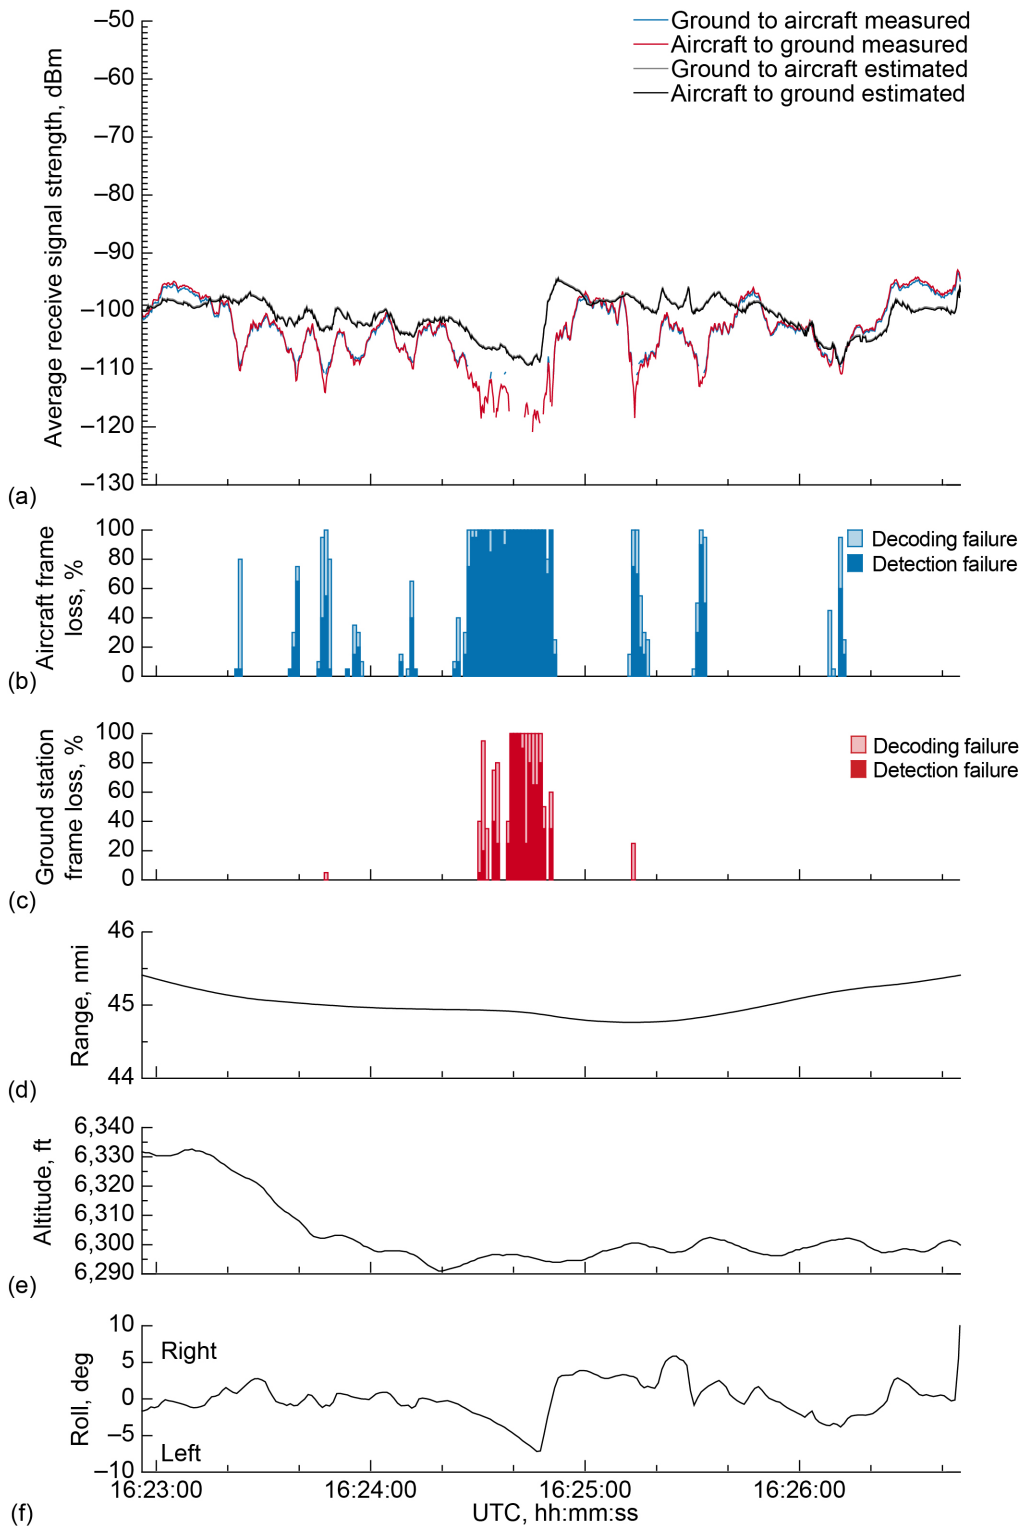 −50
−60
−70
−80
−90
−100
−110
−120
−130
Average receive signal strength, dBm
Ground to aircraft measured
Aircraft to ground measured
Ground to aircraft estimated
Aircraft to ground estimated
(a)
100
80
60
40
20
0
Aircraft frame
loss, %
Decoding failure
Detection failure
(b)
100
80
60
40
20
0
Ground station
frame loss, %
Decoding failure
Detection failure
(c)
46
45
44
Range, nmi
(d)
6,340
6,330
6,320
6,310
6,300
6,290
Altitude, ft
(e)
10
5
0
−5
−10
Roll, deg
Right
Left
16:23:00
16:24:00
16:25:00
16:26:00
UTC, hh:mm:ss
(f)